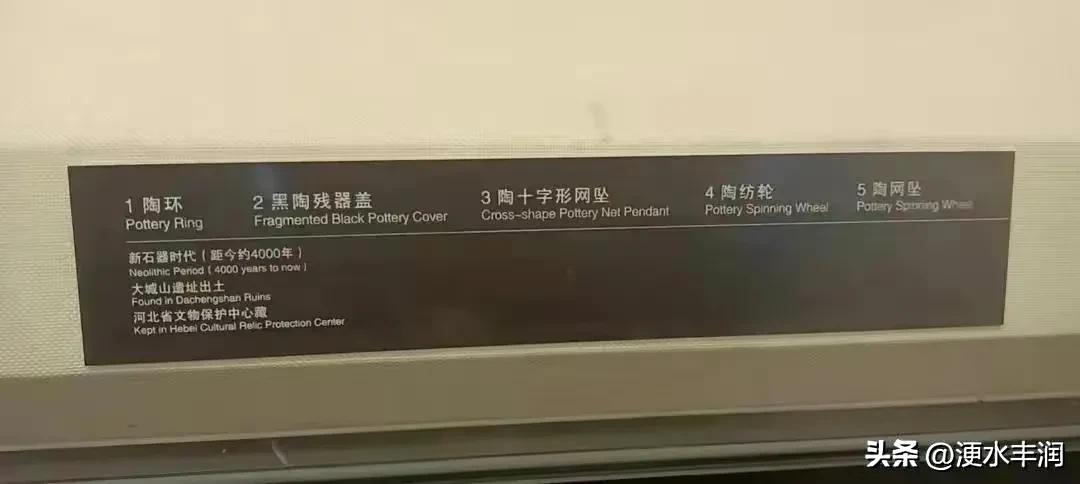 1 陶环
Pottery Ring
2 黑陶残器盖
Fragmented Black Pottery Cover
3 陶十字形网坠
Cross-shape Pottery Net Pendant
4 陶纺轮
Pottery Spinning Wheel
5 陶网坠
Pottery Spinning Wheel
新石器时代（距今约4000年）
Neolithic Period（4000 years to now）
大城山遗址出土
Found in Dachengshan Ruins
河北省文物保护中心藏
Kept in Hebei Cultural Relic Protection Center
头条 @浭水丰润